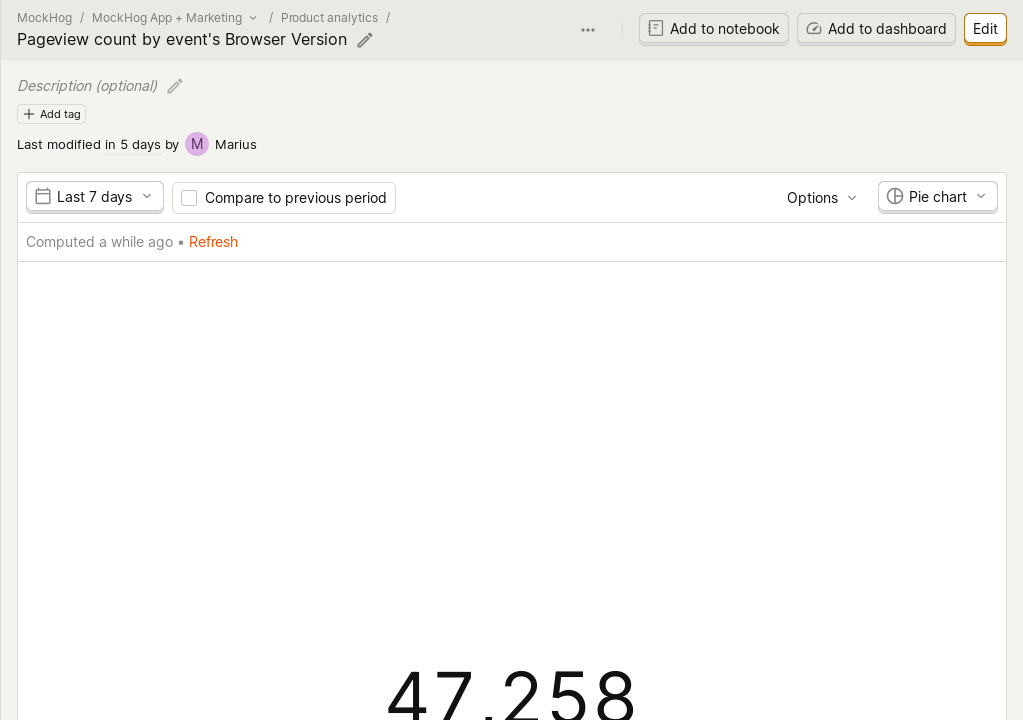 MockHog / MockHog App + Marketing / Product analytics /
Pageview count by event's Browser Version
Add to notebook
Add to dashboard
Edit
Description (optional)
Add tag
Last modified in 5 days by M Marius
Last 7 days
Compare to previous period
Options
Pie chart
Computed a while ago • Refresh
47,258